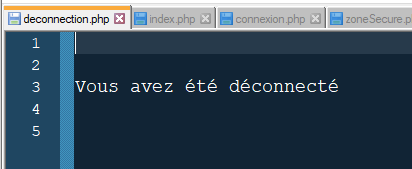 deconnection.php index.php connexion.php zoneSecure.p
1
2
3 Vous avez été déconnecté
4
5